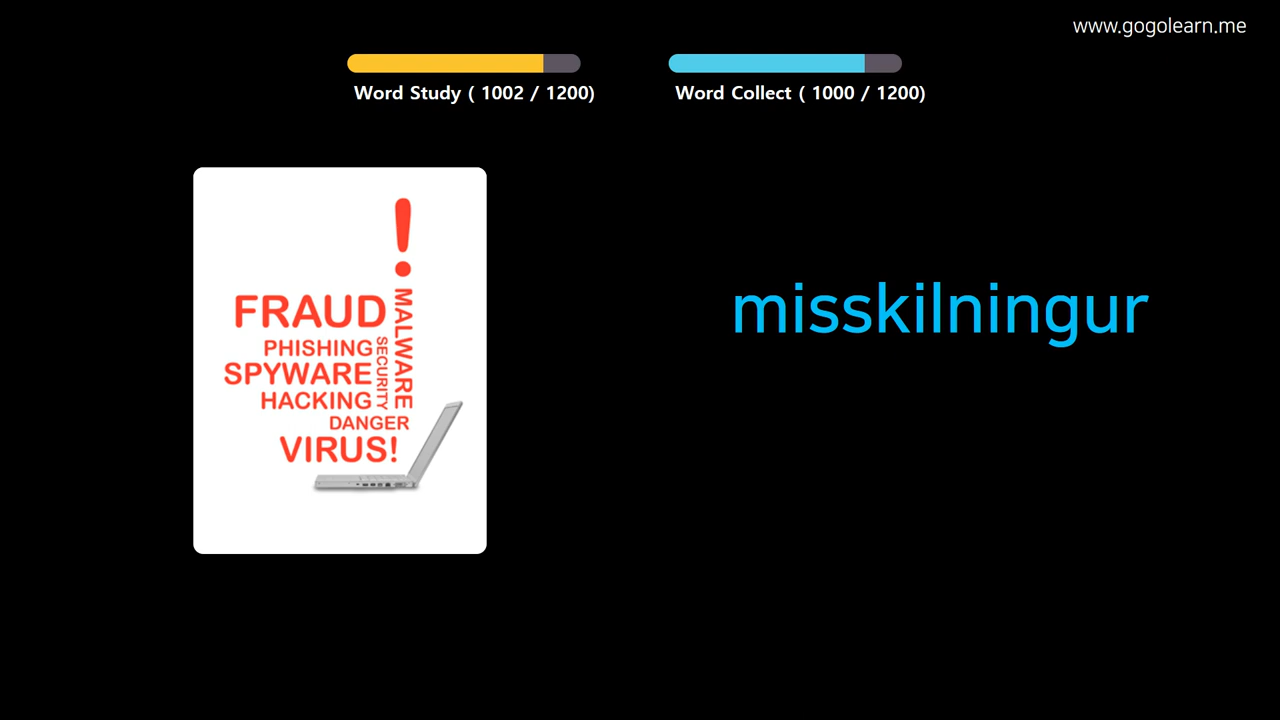 www.gogolearn.me
Word Study ( 1002 / 1200)
Word Collect ( 1000 / 1200)
!
FRAUD
MALWARE
PHISHING
SECURITY
SPYWARE
HACKING
DANGER
VIRUS!
misskilningur